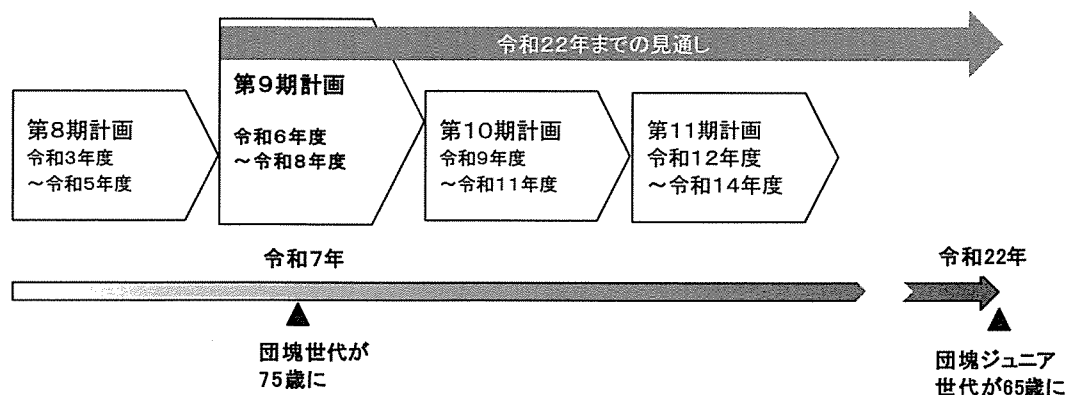 令和22年までの見通し
第9期計画
令和6年度
～令和8年度
第8期計画
令和3年度
～令和5年度
第10期計画
令和9年度
～令和11年度
第11期計画
令和12年度
～令和14年度
令和7年
令和22年
団塊世代が
75歳に
団塊ジュニア
世代が65歳に